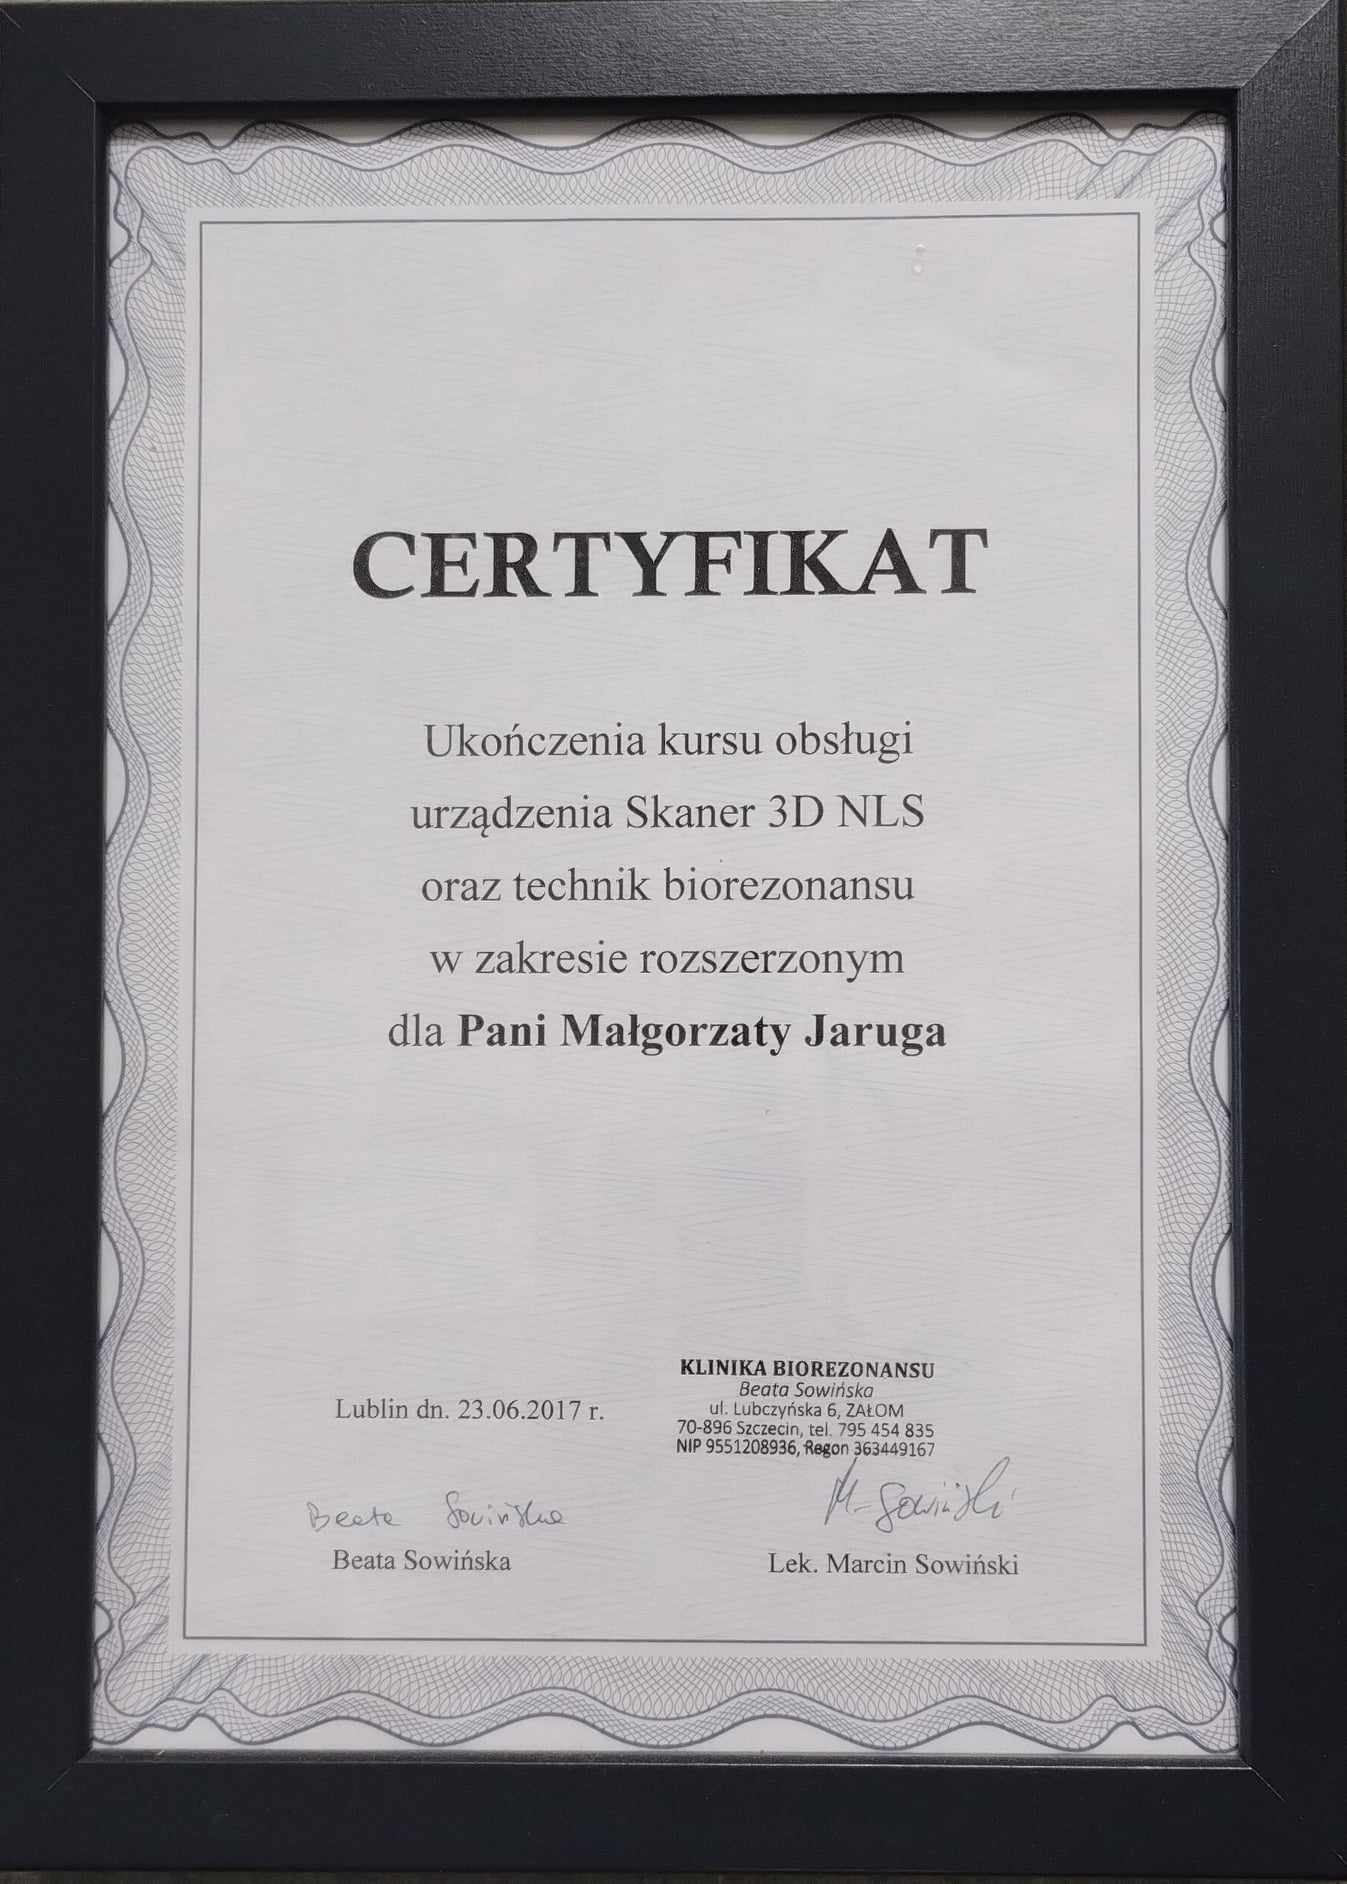 CERTYFIKAT
Ukończenia kursu obsługi
urządzenia Skaner 3D NLS
oraz technik biorezonansu
w zakresie rozszerzonym
dla Pani Małgorzaty Jaruga
Lublin dn. 23.06.2017 r.
KLINIKA BIOREZONANSU
Beata Sowińska
ul. Lubczyńska 6, ZAŁOM
70-896 Szczecin, tel. 795 454 835
NIP 9551208936, Regon 363449167
Beata Sowińska
M. Sowiński
Beata Sowińska
Lek. Marcin Sowiński